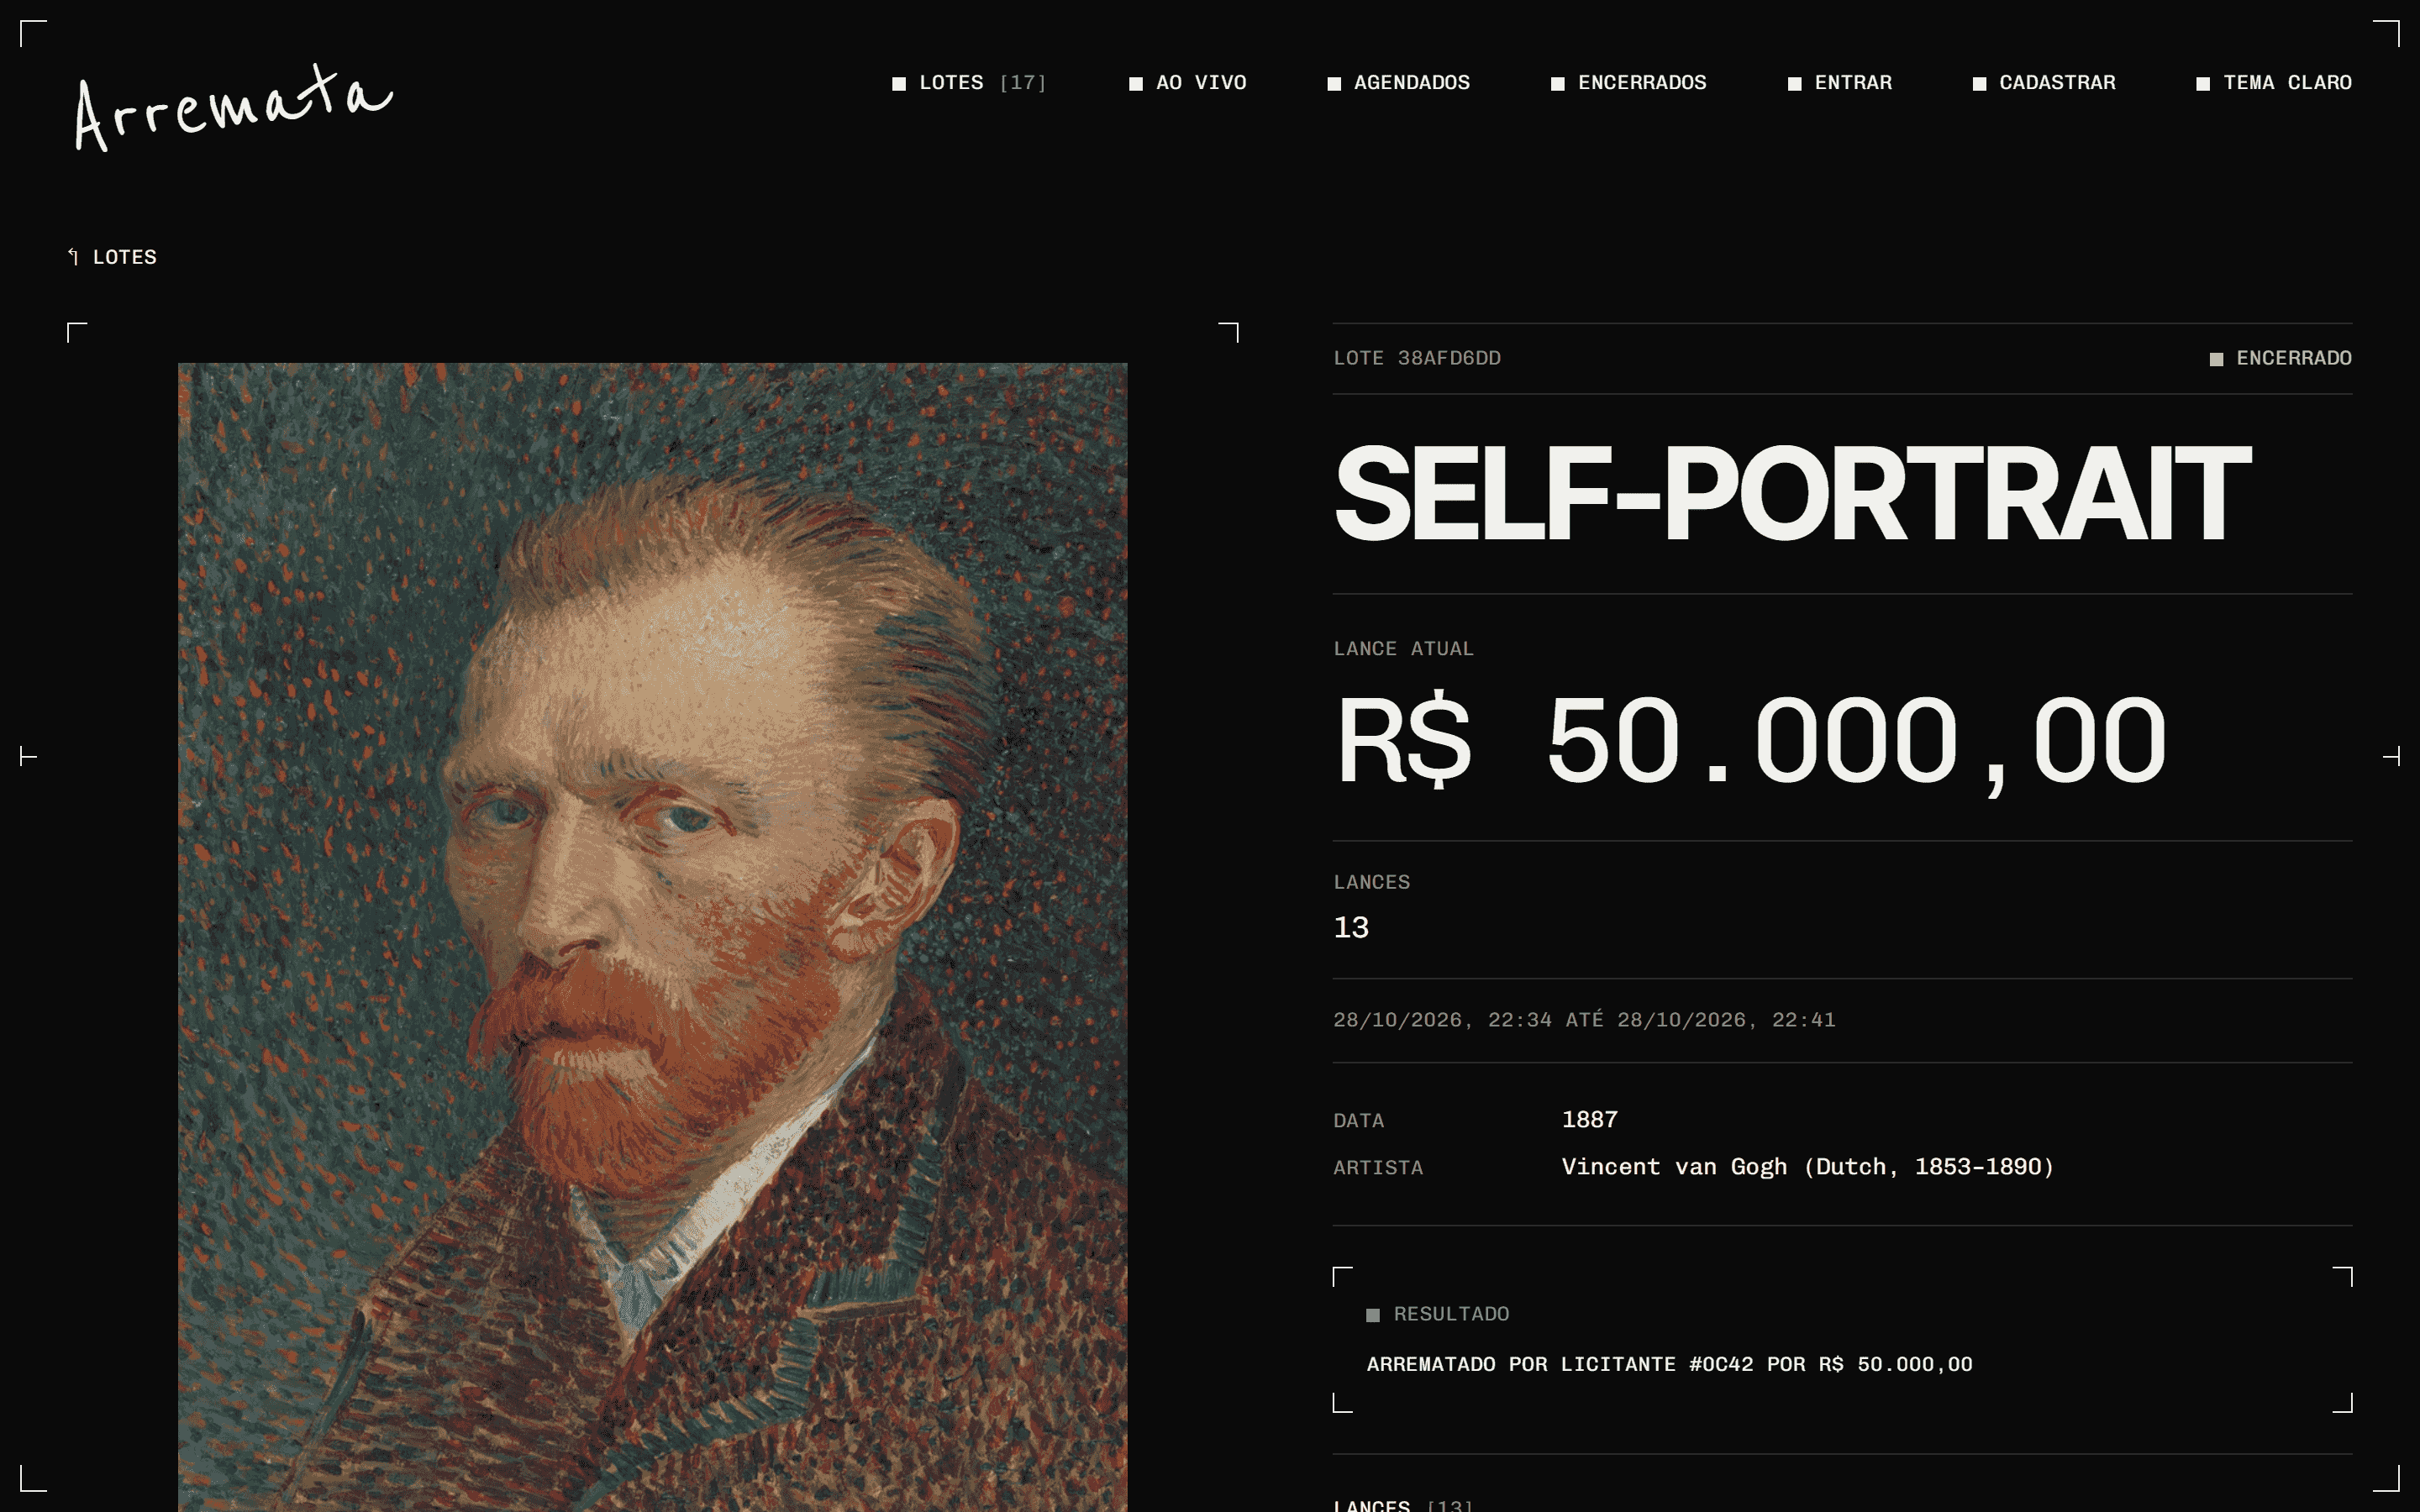 Arremata
LOTES [17] AO VIVO AGENDADOS ENCERRADOS ENTRAR CADASTRAR TEMA CLARO
↰ LOTES
LOTE 38AFD6DD ENCERRADO
SELF-PORTRAIT
LANCE ATUAL
R$ 50.000,00
LANCES
13
28/10/2026, 22:34 ATÉ 28/10/2026, 22:41
DATA 1887
ARTISTA Vincent van Gogh (Dutch, 1853–1890)
RESULTADO
ARREMATADO POR LICITANTE #0C42 POR R$ 50.000,00
LANCES [13]